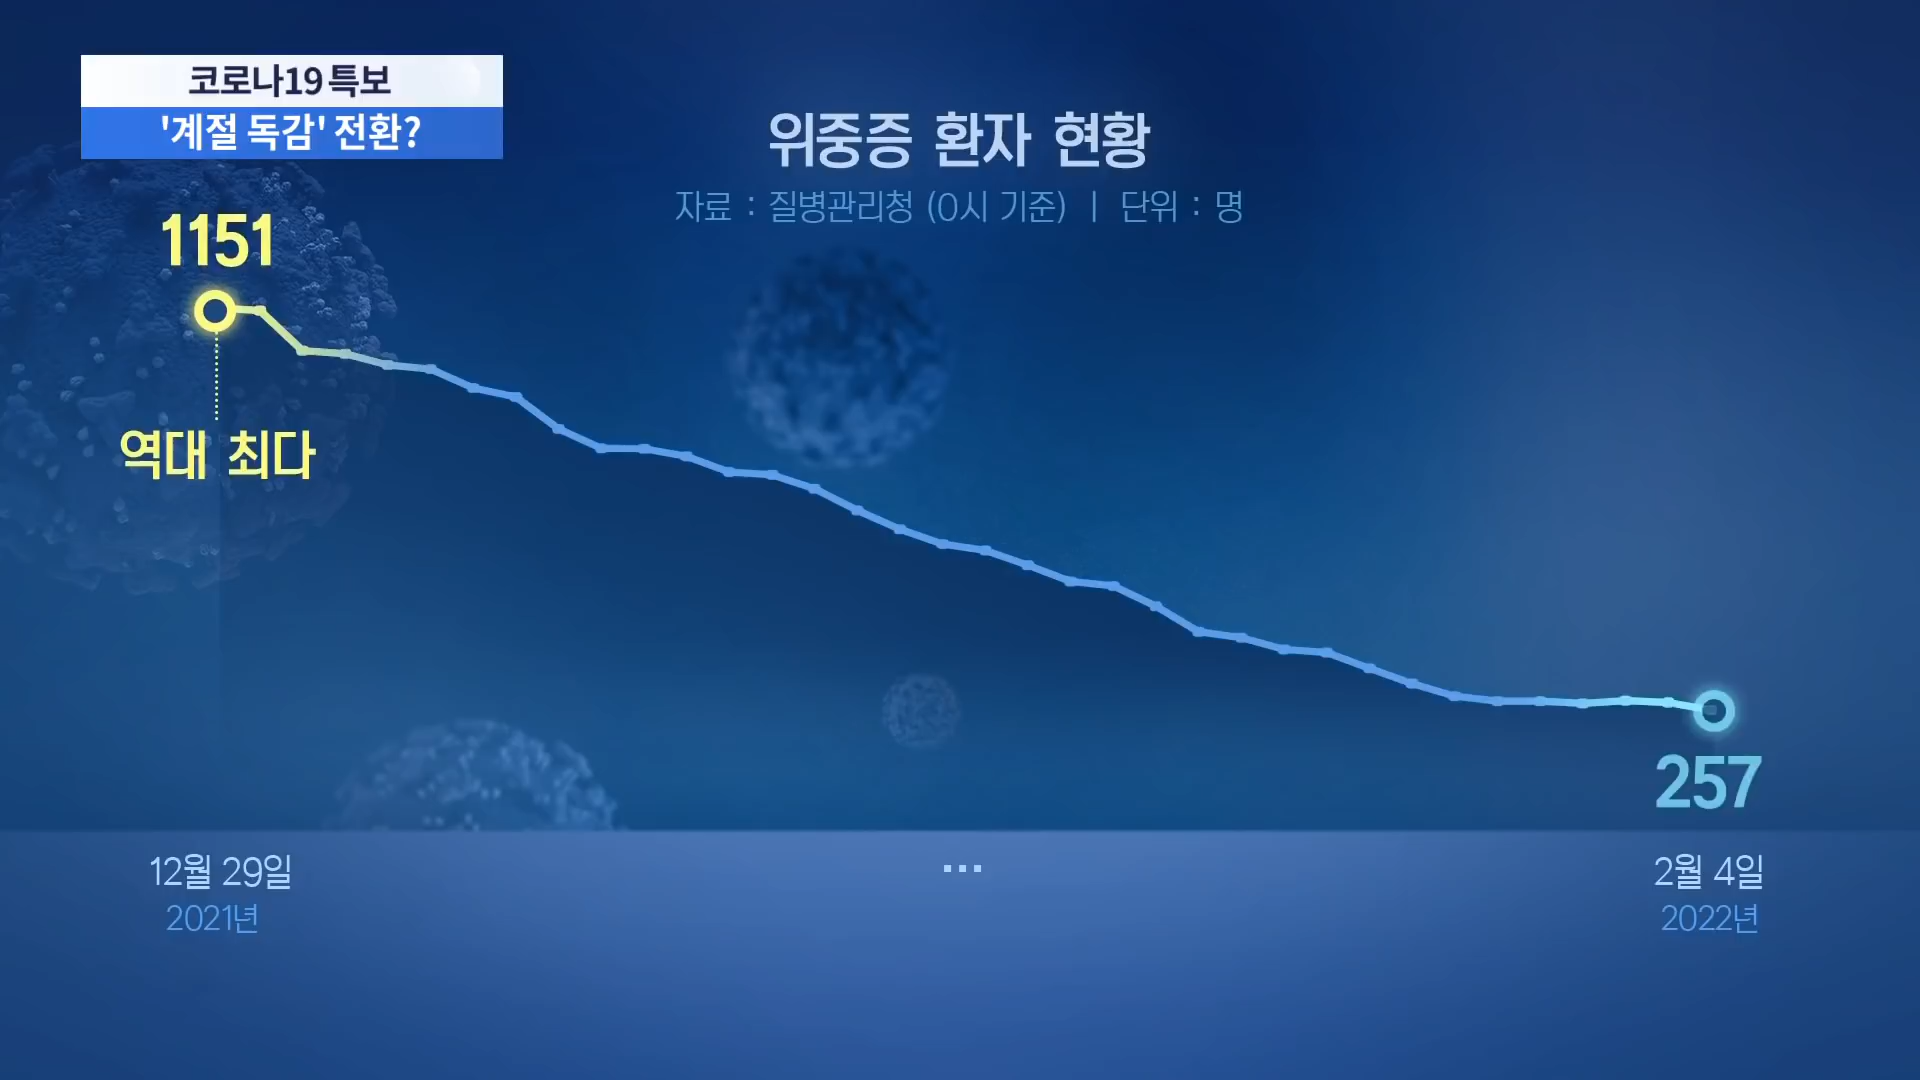 코로나19 특보
'계절 독감' 전환?
위중증 환자 현황
자료 : 질병관리청 (0시 기준) | 단위 : 명
1151
역대 최다
257
12월 29일
2021년
...
2월 4일
2022년